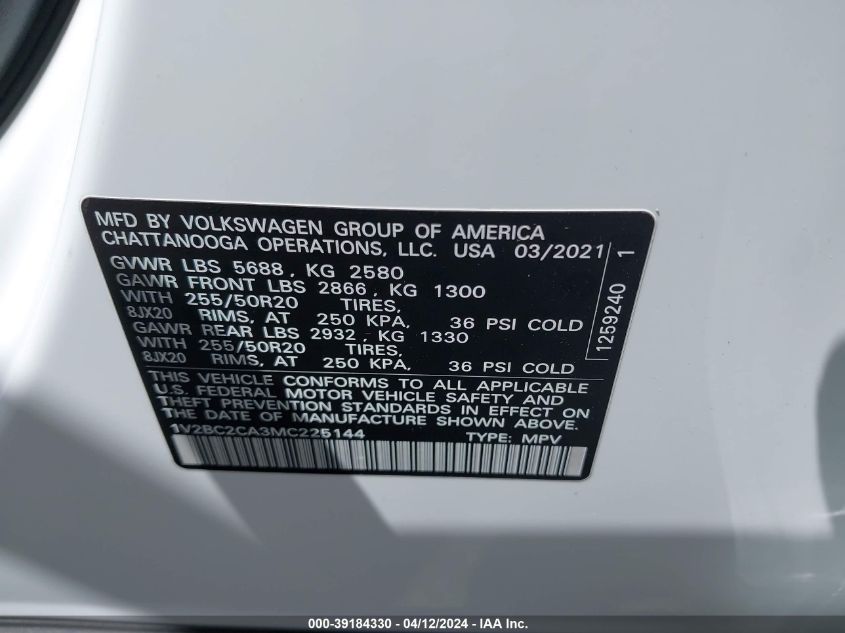 MFD BY VOLKSWAGEN GROUP OF AMERICA
CHATTANOOGA OPERATIONS, LLC. USA 03/2021
GVWR LBS 5688, KG 2580
GAWR FRONT LBS 2866, KG 1300
WITH 255/50R20 TIRES,
8JX20 RIMS, AT 250 KPA, 36 PSI COLD
GAWR REAR LBS 2932, KG 1330
WITH 255/50R20 TIRES,
8JX20 RIMS, AT 250 KPA, 36 PSI COLD
THIS VEHICLE CONFORMS TO ALL APPLICABLE
U.S. FEDERAL MOTOR VEHICLE SAFETY AND
THEFT PREVENTION STANDARDS IN EFFECT ON
THE DATE OF MANUFACTURE SHOWN ABOVE.
1V2BC2CA3MC225144 TYPE: MPV
1259240 1
000-39184330 - 04/12/2024 - IAA Inc.